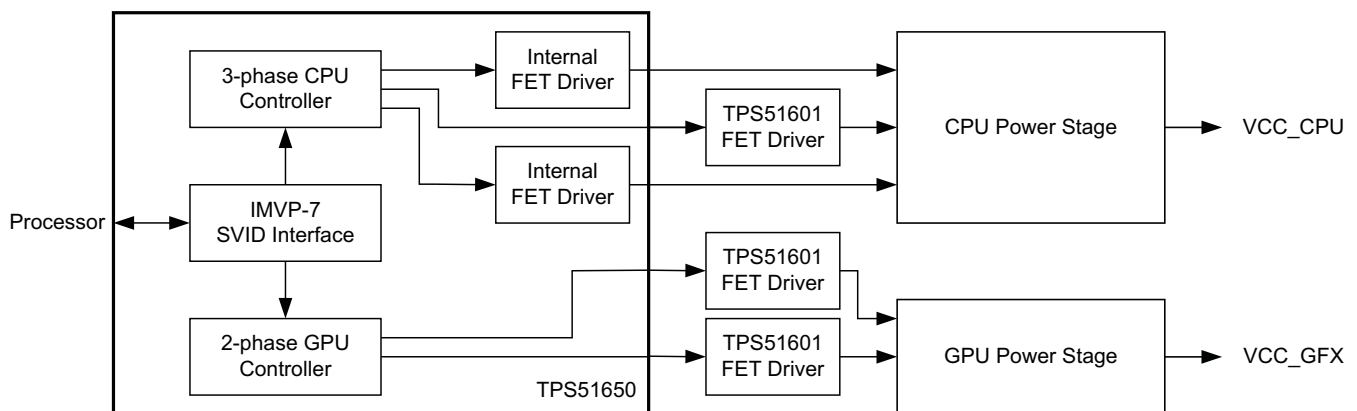 3-phase CPU
Controller
Internal
FET Driver
TPS51601
FET Driver
Internal
FET Driver
CPU Power Stage
VCC_CPU
Processor
IMVP-7
SVID Interface
TPS51601
FET Driver
2-phase GPU
Controller
TPS51601
FET Driver
GPU Power Stage
VCC_GFX
TPS51650